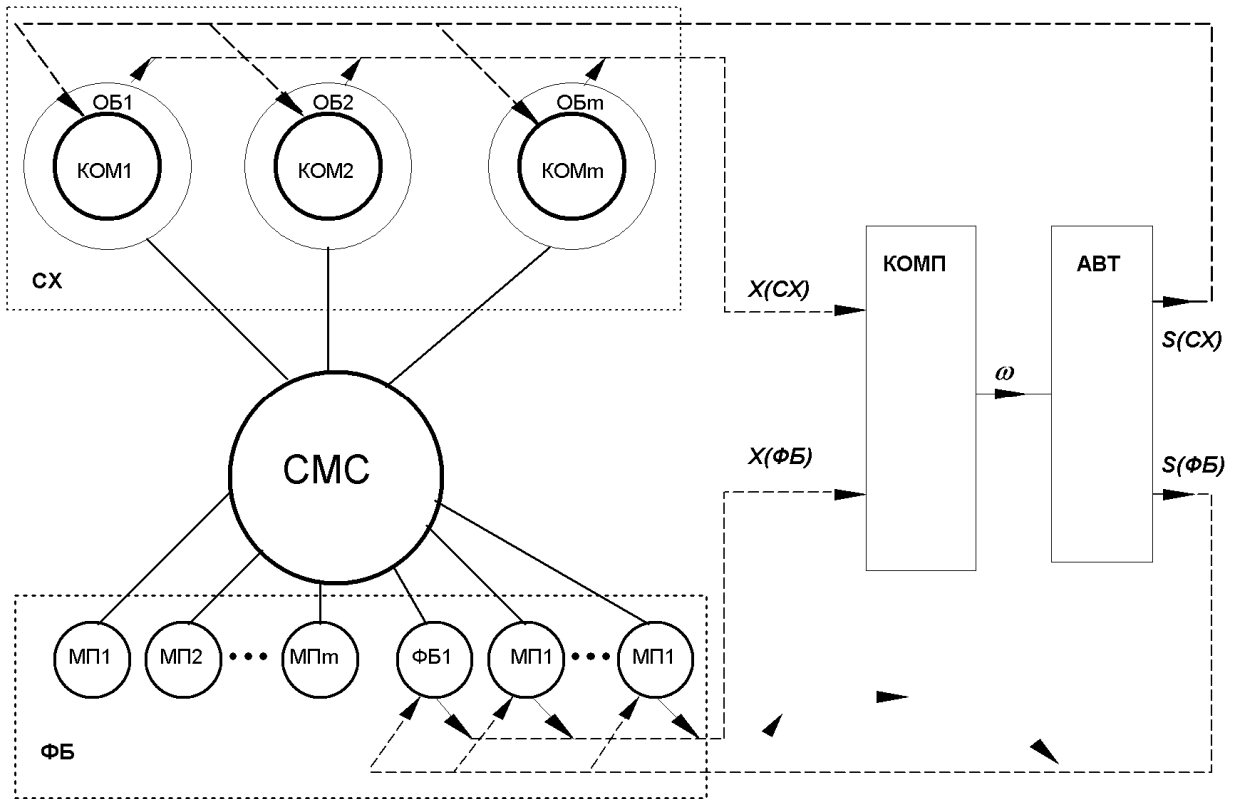 ОБ1 ОБ2 ОБm
КОМ1 КОМ2 КОМm
СХ
КОМП АВТ
X(СХ)
S(СХ)
ω
СМС
X(ФБ)
S(ФБ)
МП1 МП2 ••• МПm ФБ1 МП1 ••• МП1
ФБ